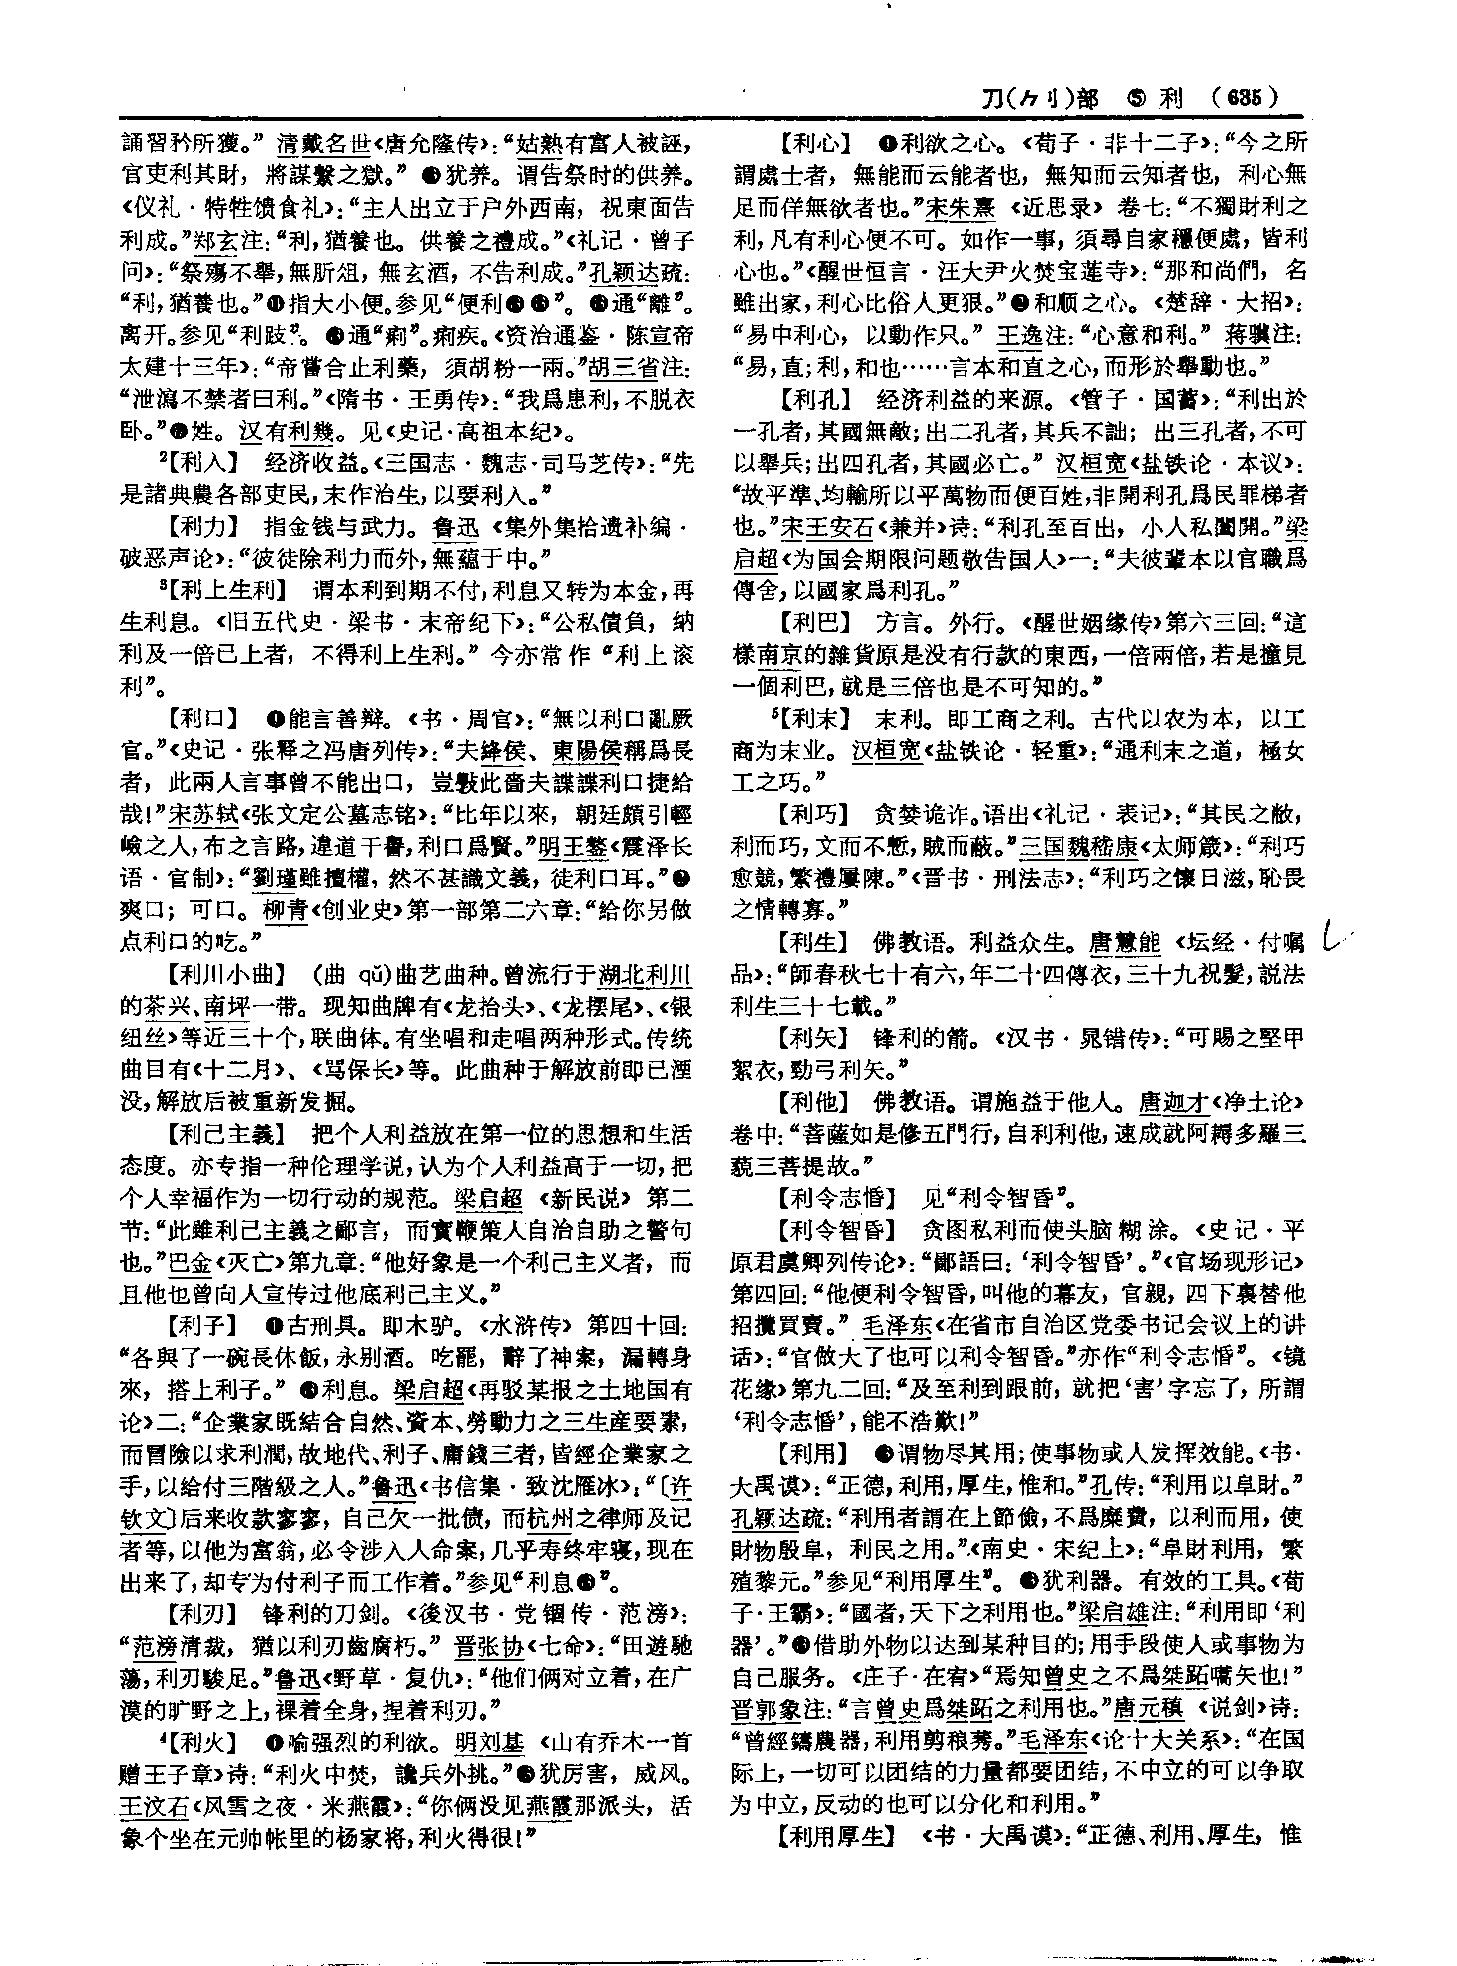 刀(⺈刂)部 ⑤ 利 (635)
誦習矜所獲。”清戴名世《唐允隆传》:“姑熟有富人被誣,
官吏利其財，將謀繫之獄。”犹养。谓告祭时的供养。
《仪礼·特牲馈食礼》:“主人出立于户外西南，祝東面告
利成。”郑玄注:“利,猶養也。供養之禮成。”《礼记·曾子
问》:“祭殤不舉,無肵俎，無玄酒，不告利成。”孔颖达疏:
“利,猶養也。”指大小便。参见“便利”。通“離”。
离开。参见“利跂”。通“痢”。痢疾。《资治通鉴·陈宣帝
太建十三年》:“帝嘗合止利藥，須胡粉一兩。”胡三省注:
“泄瀉不禁者曰利。”《隋书·王勇传》:“我爲患利,不脱衣
卧。”姓。汉有利幾。见《史记·高祖本纪》。
²【利入】 经济收益。《三国志·魏志·司马芝传》:“先
是諸典農各部吏民,末作治生,以要利入。”
【利力】 指金钱与武力。鲁迅《集外集拾遗补编·
破恶声论》:“彼徒除利力而外,無蕴于中。”
³【利上生利】 谓本利到期不付,利息又转为本金,再
生利息。《旧五代史·梁书·末帝纪下》:“公私債負，納
利及一倍已上者，不得利上生利。”今亦常作“利上滚
利”。
【利口】 ❶能言善辩。《书·周官》:“無以利口亂厥
官。”《史记·张释之冯唐列传》:“夫絳侯、東陽侯稱爲長
者，此兩人言事曾不能出口，豈斅此嗇夫諜諜利口捷給
哉!”宋苏轼《张文定公墓志铭》:“比年以來，朝廷頗引輕
嶮之人,布之言路,違道干譽,利口爲賢。”明王鏊《震泽长
语·官制》:“劉瑾雖擅權，然不甚識文義，徒利口耳。”❷
爽口；可口。柳青《创业史》第一部第二六章:“给你另做
点利口的吃。”
【利川小曲】 (曲 qǔ)曲艺曲种。曾流行于湖北利川
的茶兴、南坪一带。现知曲牌有《龙抬头》、《龙摆尾》、《银
纽丝》等近三十个,联曲体。有坐唱和走唱两种形式。传统
曲目有《十二月》、《骂保长》等。此曲种于解放前即已湮
没,解放后被重新发掘。
【利己主義】 把个人利益放在第一位的思想和生活
态度。亦专指一种伦理学说,认为个人利益高于一切,把
个人幸福作为一切行动的规范。梁启超《新民说》第二
节:“此雖利己主義之鄙言，而實鞭策人自治自助之警句
也。”巴金《灭亡》第九章:“他好象是一个利己主义者，而
且他也曾向人宣传过他底利己主义。”
【利子】 ❶古刑具。即木驴。《水浒传》第四十回:
“各與了一碗長休飯,永别酒。吃罷，辭了神案，漏轉身
來，搭上利子。”❷利息。梁启超《再驳某报之土地国有
论》二:“企業家既結合自然、資本、勞動力之三生産要素,
而冒險以求利潤,故地代、利子、庸錢三者,皆經企業家之
手,以給付三階級之人。”鲁迅《书信集·致沈雁冰》:“〔许
钦文〕后来收款寥寥，自己欠一批债，而杭州之律师及记
者等,以他为富翁,必令涉入人命案,几乎寿终牢寝,现在
出来了,却专为付利子而工作着。”参见“利息”。
【利刃】 锋利的刀剑。《後汉书·党锢传·范滂》:
“范滂清裁，猶以利刃齒腐朽。”晋张协《七命》:“田遊馳
蕩,利刃駿足。”鲁迅《野草·复仇》:“他们俩对立着,在广
漠的旷野之上,裸着全身,捏着利刃。”
⁴【利火】 ❶喻强烈的利欲。明刘基《山有乔木一首
赠王子章》诗:“利火中焚，讒兵外挑。”❷犹厉害，威风。
王汶石《风雪之夜·米燕霞》:“你俩没见燕霞那派头，活
象个坐在元帅帐里的杨家将,利火得很!”
【利心】 ❶利欲之心。《荀子·非十二子》:“今之所
謂處士者，無能而云能者也，無知而云知者也，利心無
足而佯無欲者也。”宋朱熹《近思录》卷七:“不獨財利之
利,凡有利心便不可。如作一事，須尋自家穩便處，皆利
心也。”《醒世恒言·汪大尹火焚宝莲寺》:“那和尚們，名
雖出家,利心比俗人更狠。”❷和顺之心。《楚辞·大招》:
“易中利心，以動作只。”王逸注:“心意和利。”蒋骥注:
“易,直;利,和也……言本和直之心,而形於舉動也。”
【利孔】 经济利益的来源。《管子·国蓄》:“利出於
一孔者,其國無敵;出二孔者,其兵不詘；出三孔者,不可
以舉兵;出四孔者,其國必亡。”汉桓宽《盐铁论·本议》:
“故平準、均輸所以平萬物而便百姓,非開利孔爲民罪梯者
也。”宋王安石《兼并》诗:“利孔至百出，小人私闔開。”梁
启超《为国会期限问题敬告国人》一:“夫彼輩本以官職爲
傳舍,以國家爲利孔。”
【利巴】 方言。外行。《醒世姻缘传》第六三回:“這
樣南京的雜貨原是没有行款的東西,一倍兩倍,若是撞見
一個利巴,就是三倍也是不可知的。”
⁵【利末】 末利。即工商之利。古代以农为本，以工
商为末业。汉桓宽《盐铁论·轻重》:“通利末之道，極女
工之巧。”
【利巧】 贪婪诡诈。语出《礼记·表记》:“其民之敝,
利而巧,文而不慙,賊而蔽。”三国魏嵇康《太师箴》:“利巧
愈競,繁禮屢陳。”《晋书·刑法志》:“利巧之懷日滋,恥畏
之情轉寡。”
【利生】 佛教语。利益众生。唐慧能《坛经·付嘱
品》:“師春秋七十有六,年二十四傳衣,三十九祝髮,説法
利生三十七載。”
【利矢】 锋利的箭。《汉书·晁错传》:“可賜之堅甲
絮衣,勁弓利矢。”
【利他】 佛教语。谓施益于他人。唐迦才《净土论》
卷中:“菩薩如是修五門行,自利利他,速成就阿耨多羅三
藐三菩提故。”
【利令志惛】 见“利令智昏”。
【利令智昏】 贪图私利而使头脑糊涂。《史记·平
原君虞卿列传论》:“鄙語曰:‘利令智昏’。”《官场现形记》
第四回:“他便利令智昏,叫他的幕友，官親，四下裏替他
招攬買賣。”毛泽东《在省市自治区党委书记会议上的讲
话》:“官做大了也可以利令智昏。”亦作“利令志惛”。《镜
花缘》第九二回:“及至利到跟前，就把‘害’字忘了，所謂
‘利令志惛’,能不浩歎!”
【利用】 ❶谓物尽其用;使事物或人发挥效能。《书·
大禹谟》:“正德,利用,厚生,惟和。”孔传:“利用以阜財。”
孔颖达疏:“利用者謂在上節儉,不爲糜費，以利而用，使
財物殷阜，利民之用。”《南史·宋纪上》:“阜財利用，繁
殖黎元。”参见“利用厚生”。❷犹利器。有效的工具。《荀
子·王霸》:“國者,天下之利用也。”梁启雄注:“利用即‘利
器’。”❸借助外物以达到某种目的;用手段使人或事物为
自己服务。《庄子·在宥》“焉知曾史之不爲桀跖嚆矢也!”
晋郭象注:“言曾史爲桀跖之利用也。”唐元稹《说剑》诗:
“曾經鑄農器,利用剪稂莠。”毛泽东《论十大关系》:“在国
际上,一切可以团结的力量都要团结,不中立的可以争取
为中立,反动的也可以分化和利用。”
【利用厚生】 《书·大禹谟》:“正德、利用、厚生，惟